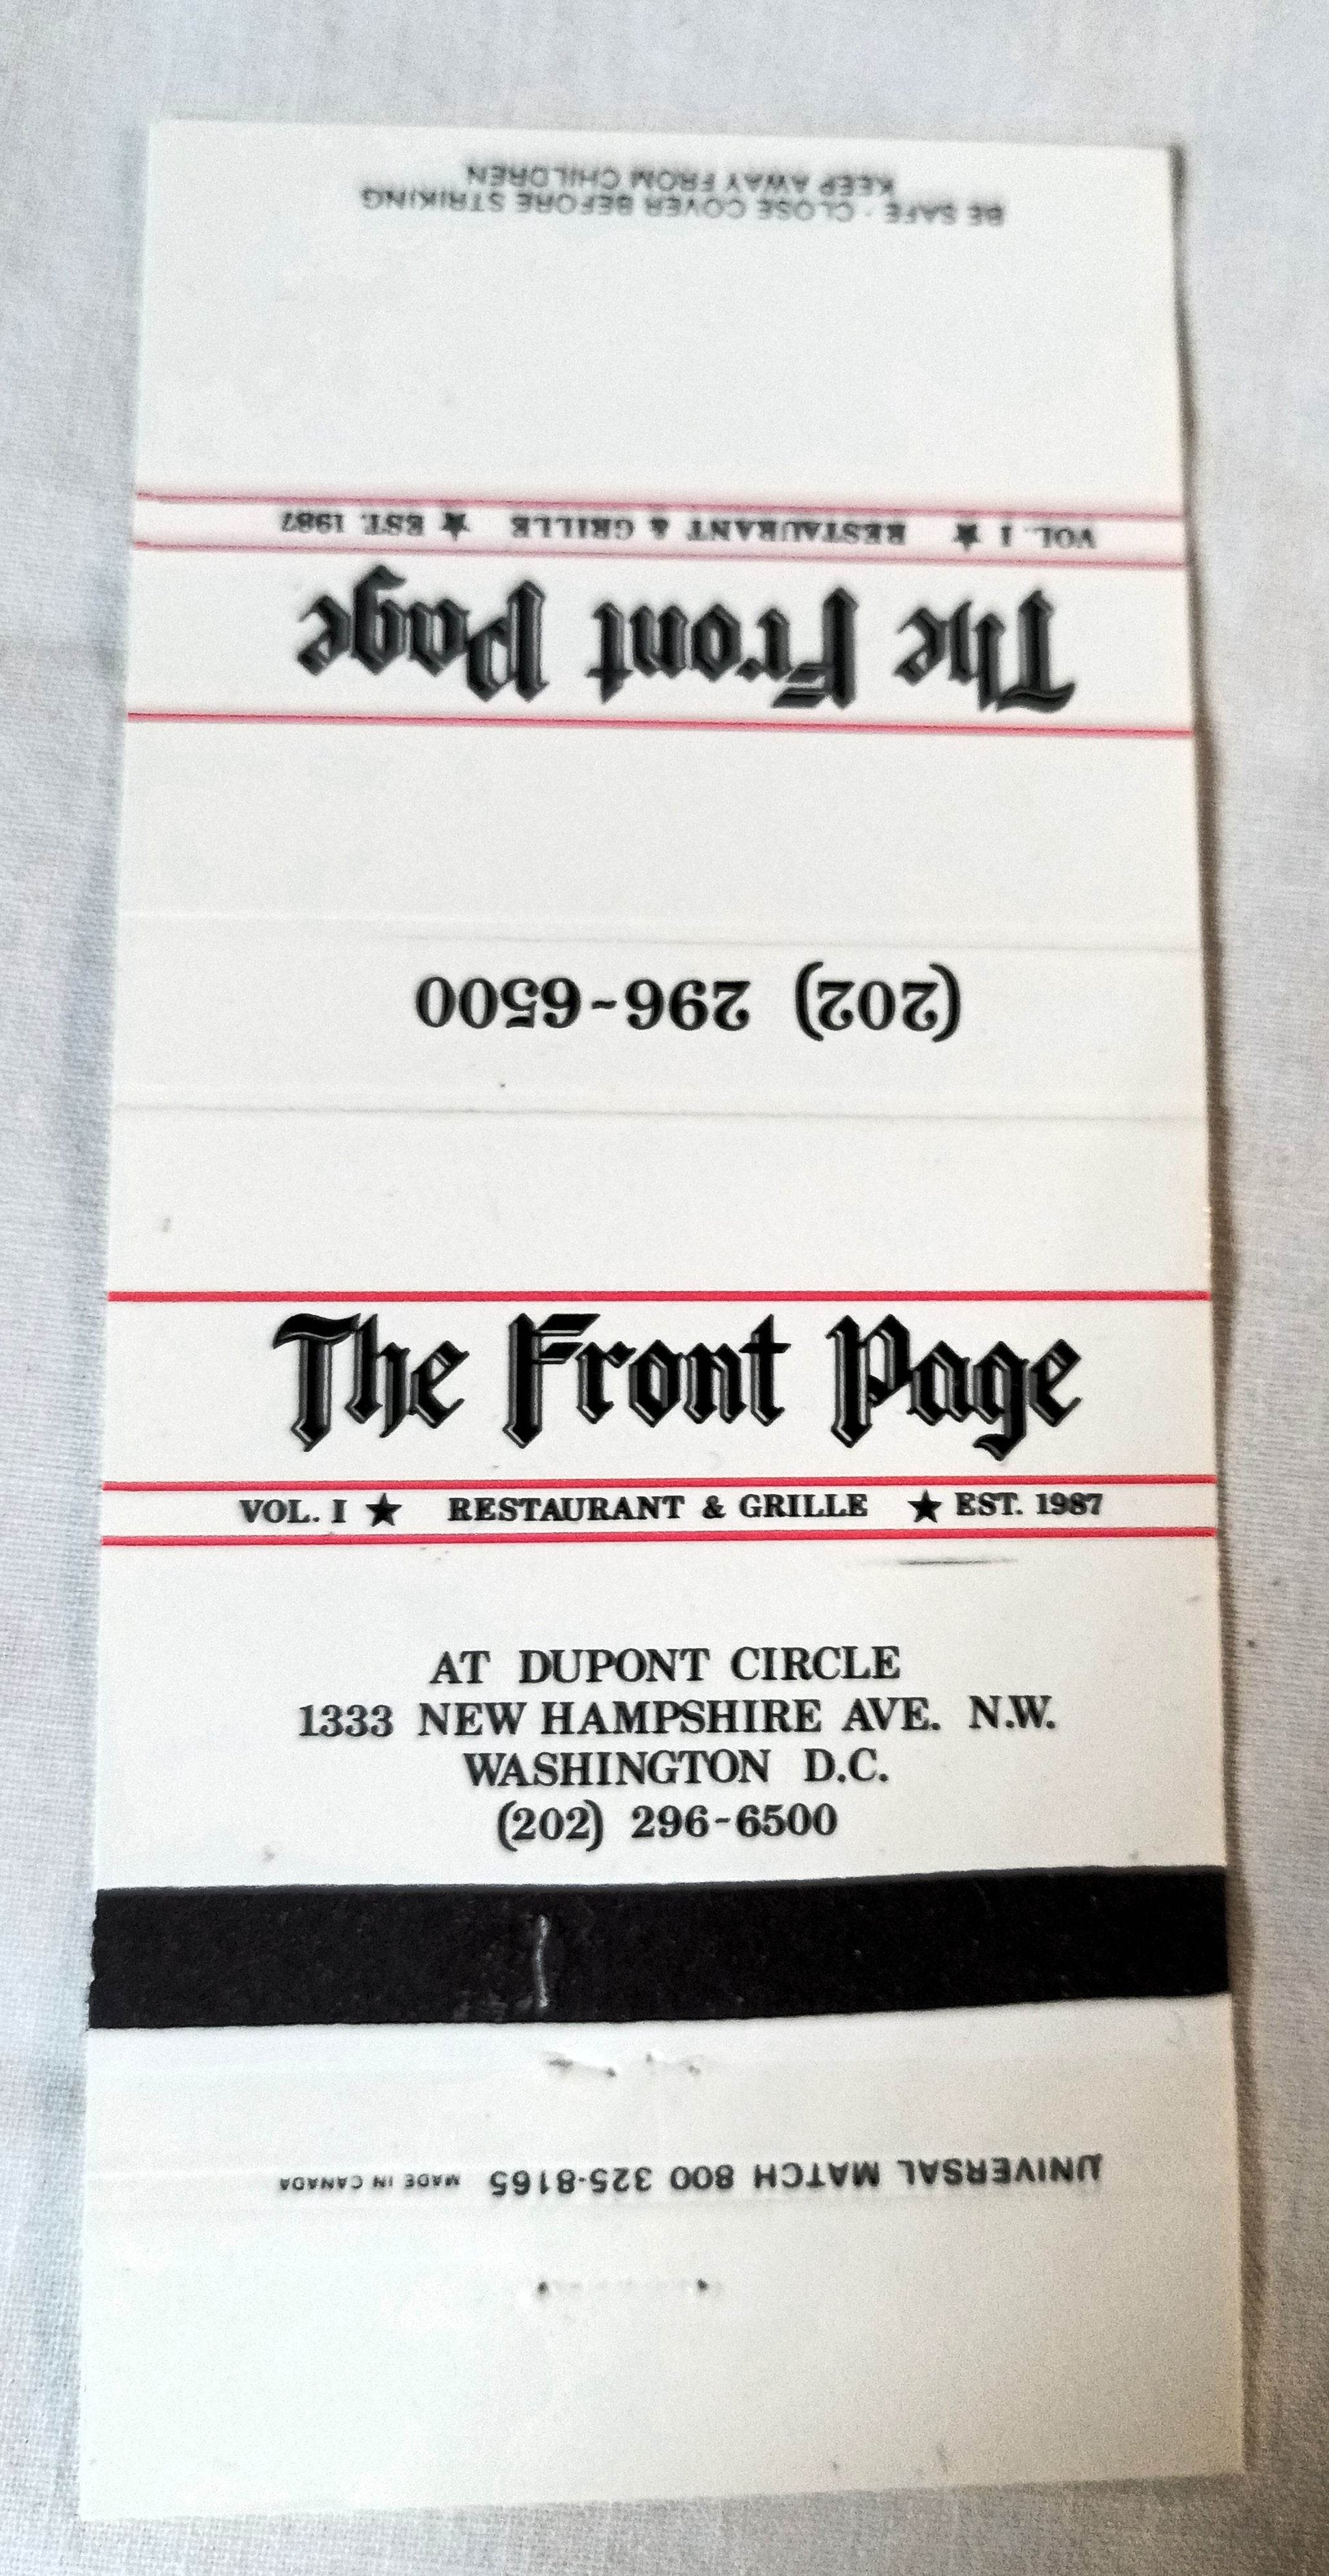 BE SAFE - CLOSE COVER BEFORE STRIKING
KEEP AWAY FROM CHILDREN
The Front Page
VOL. I ★ RESTAURANT & GRILLE ★ EST. 1987
(202) 296-6500
The Front Page
VOL. I ★ RESTAURANT & GRILLE ★ EST. 1987
AT DUPONT CIRCLE
1333 NEW HAMPSHIRE AVE. N.W.
WASHINGTON D.C.
(202) 296-6500
UNIVERSAL MATCH 800 325-8165 MADE IN CANADA